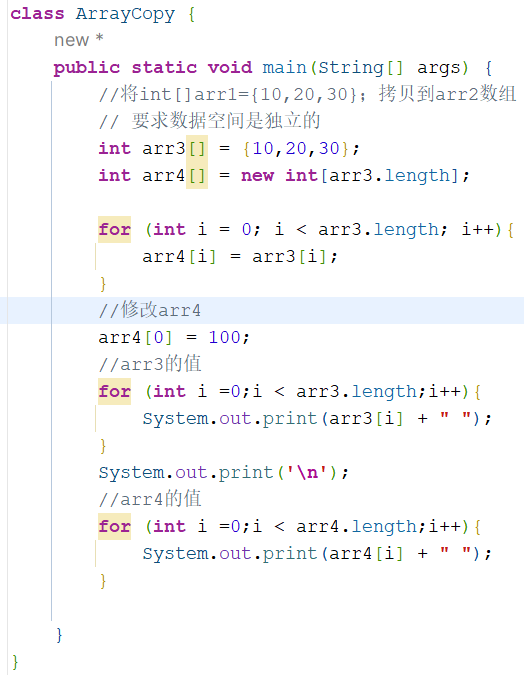 class ArrayCopy {
new *
public static void main(String[] args) {
//将int[]arr1={10,20,30}; 拷贝到arr2数组
// 要求数据空间是独立的
int arr3[] = {10,20,30};
int arr4[] = new int[arr3.length];
for (int i = 0; i < arr3.length; i++){
arr4[i] = arr3[i];
}
//修改arr4
arr4[0] = 100;
//arr3的值
for (int i =0;i < arr3.length;i++){
System.out.print(arr3[i] + " ");
}
System.out.print('\n');
//arr4的值
for (int i =0;i < arr4.length;i++){
System.out.print(arr4[i] + " ");
}
}
}